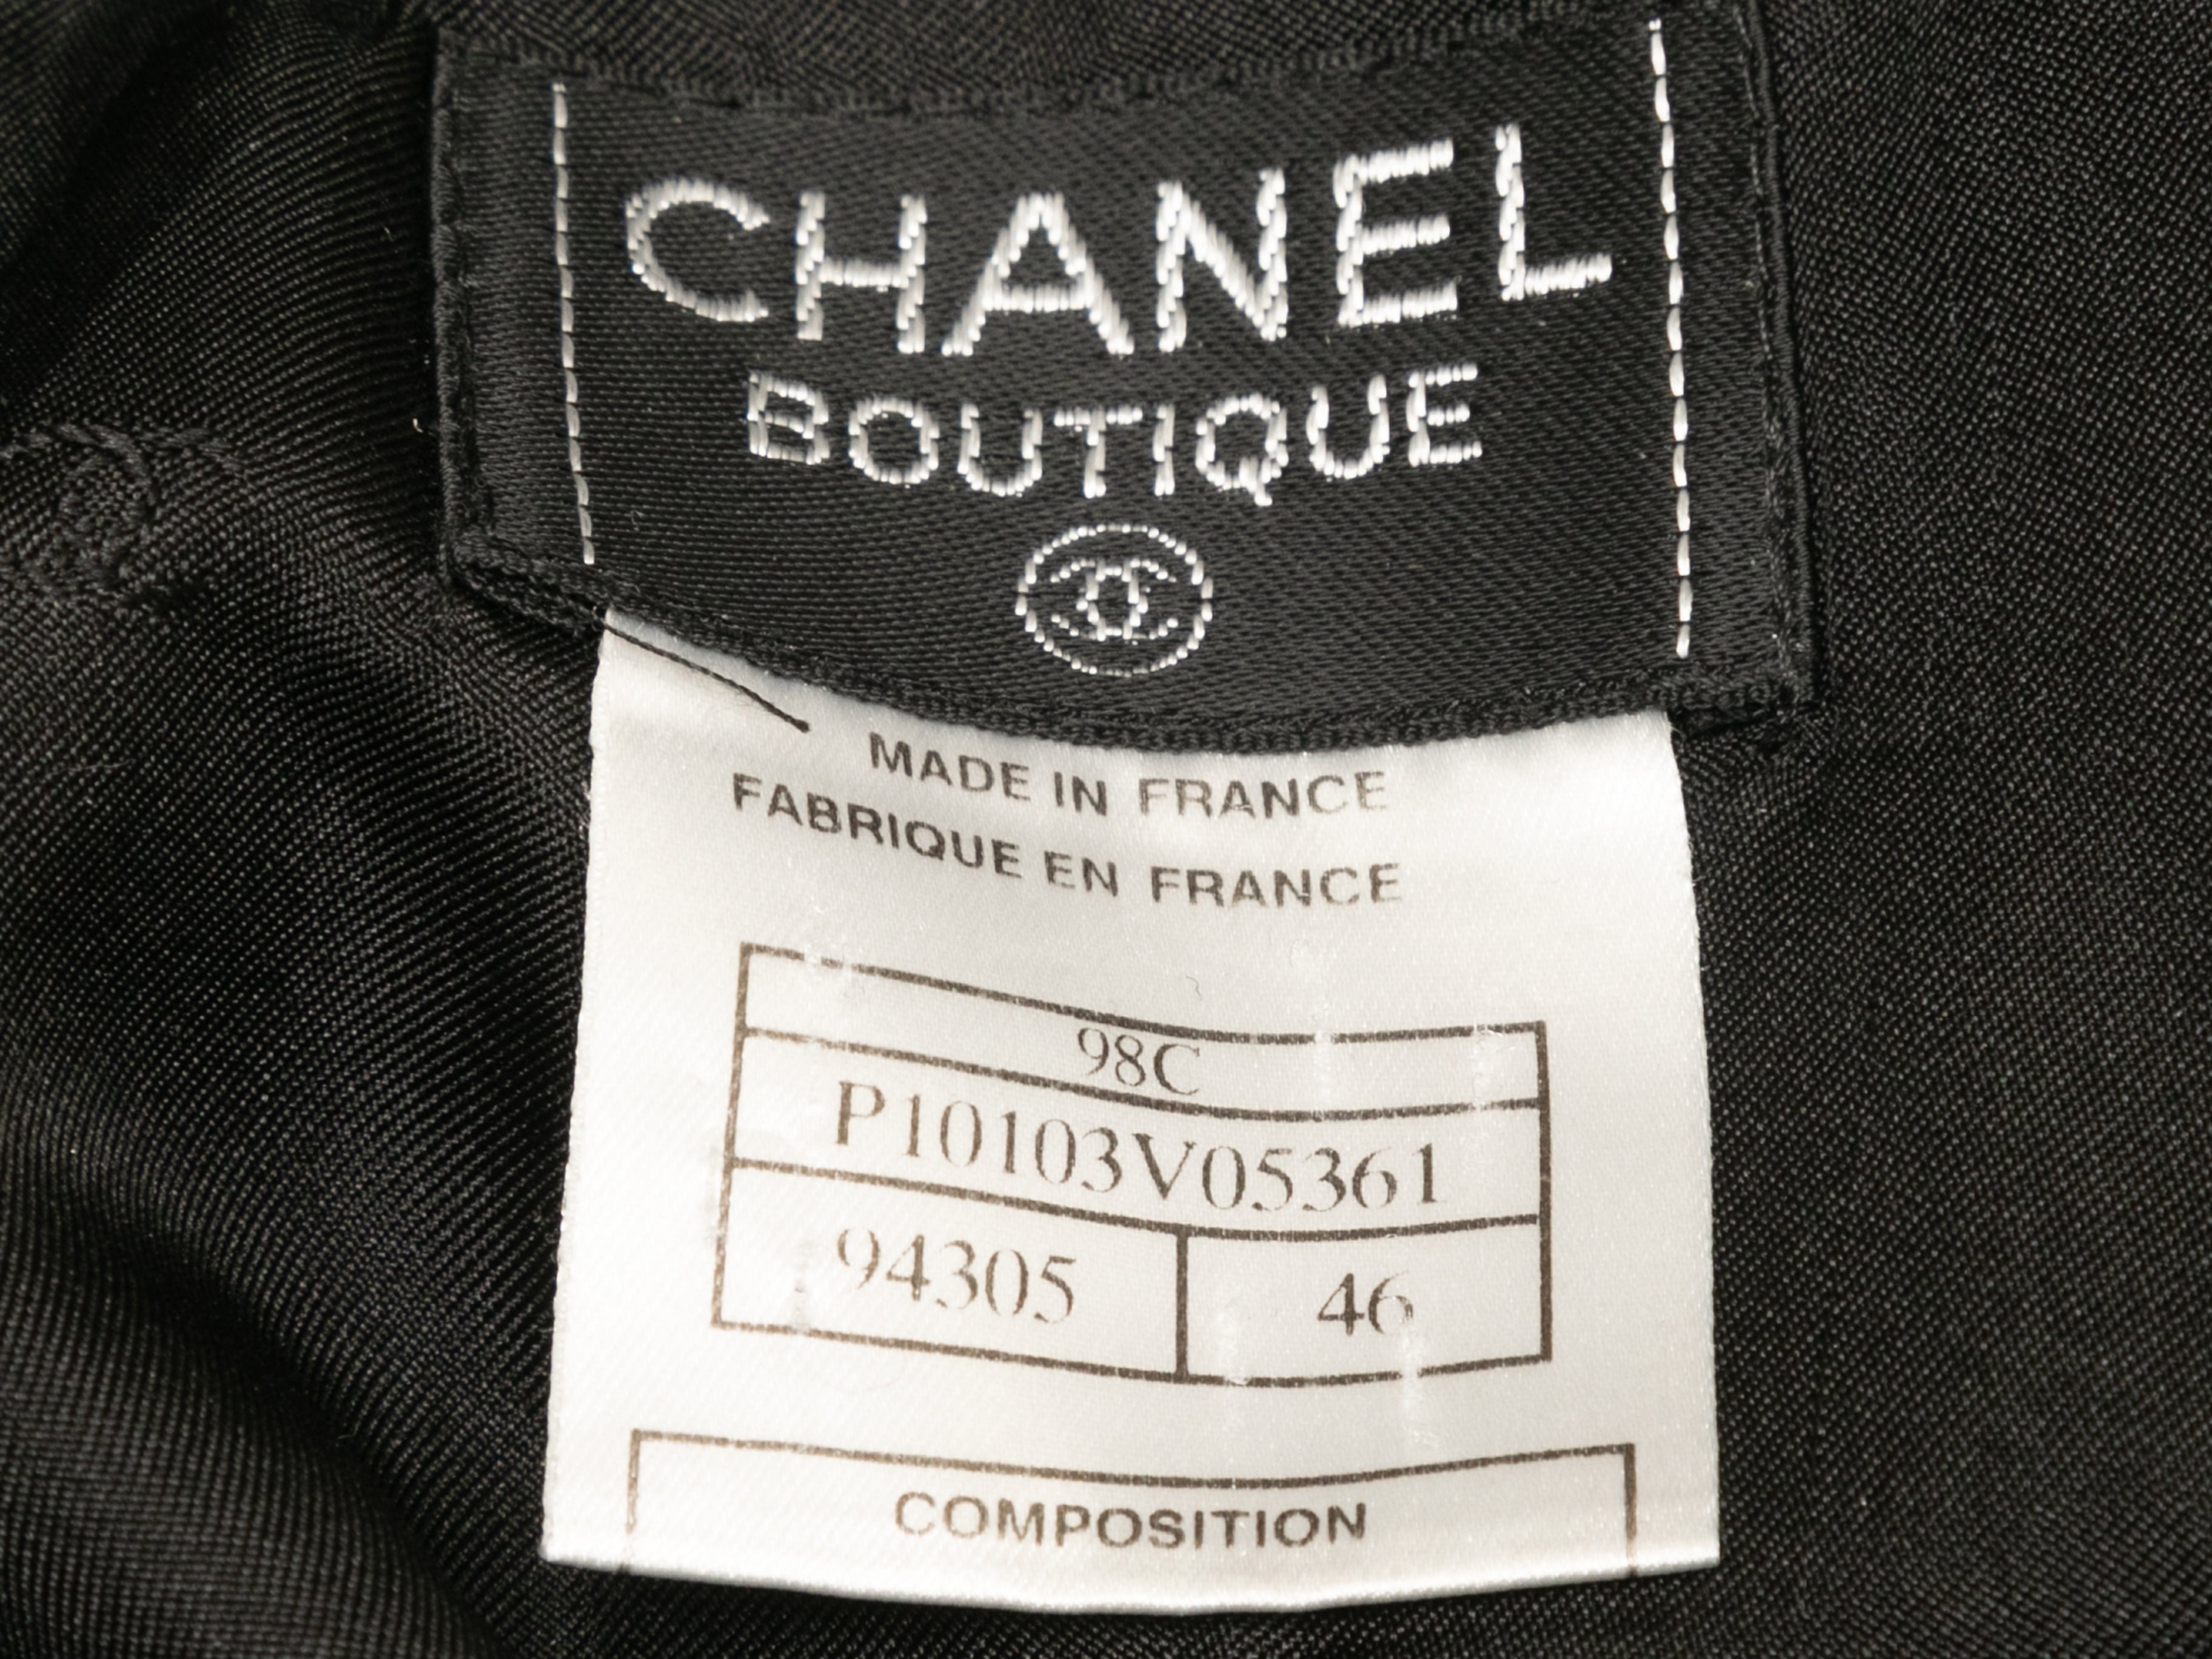 CHANEL
BOUTIQUE
MADE IN FRANCE
FABRIQUE EN FRANCE
98C
P10103V05361
94305 46
COMPOSITION